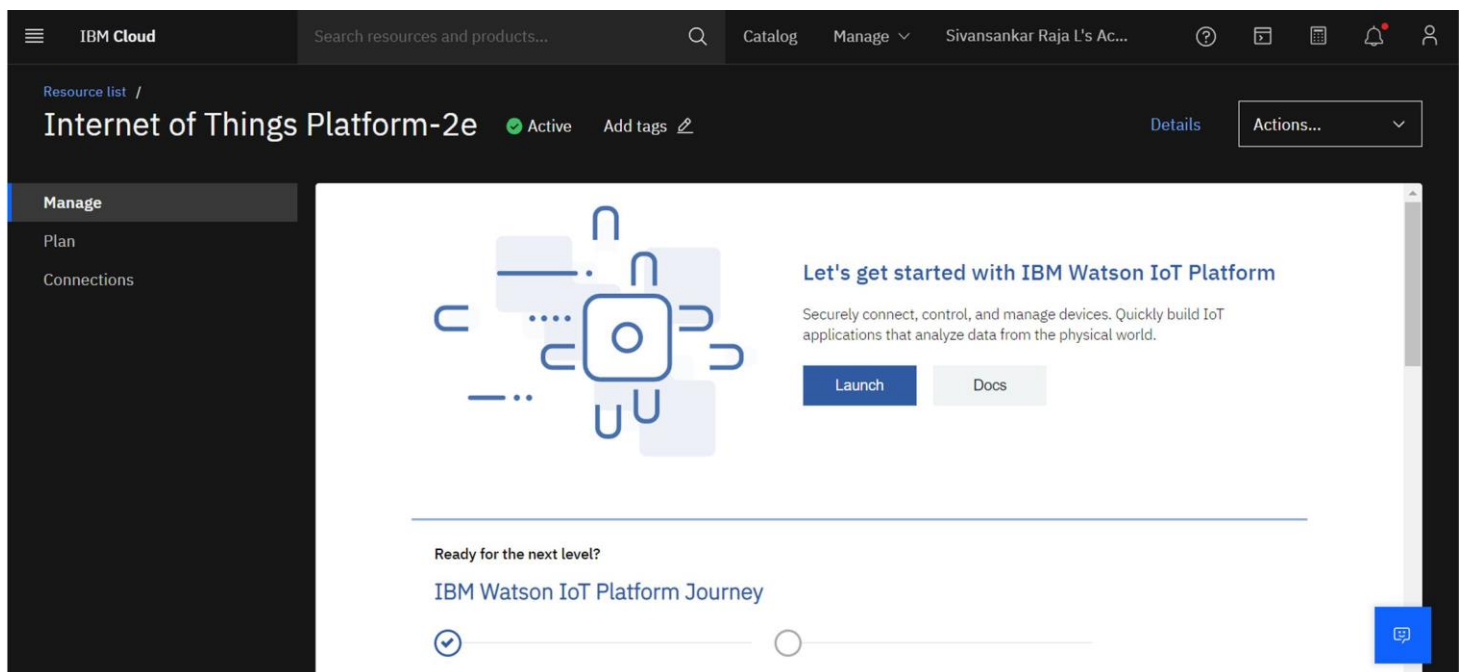 IBM Cloud
Search resources and products...
Catalog
Manage
Sivansankar Raja L's Ac...
Resource list /
Internet of Things Platform-2e
Active
Add tags
Details
Actions...
Manage
Plan
Connections
Let's get started with IBM Watson IoT Platform
Securely connect, control, and manage devices. Quickly build IoT
applications that analyze data from the physical world.
Launch
Docs
Ready for the next level?
IBM Watson IoT Platform Journey